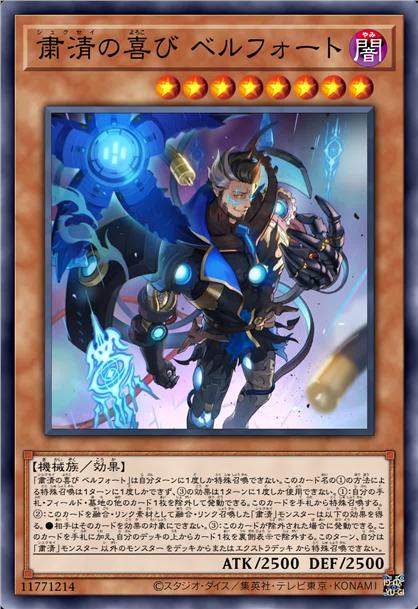 シュクセイ よろこ
粛清の喜び ベルフォート
やみ
闇
【機械族／効果】
「粛清の喜び ベルフォート」は自分ターンに1度しか特殊召喚できない。このカード名の①の方法によ
る特殊召喚は1ターンに1度しかできず、③の効果は1ターンに1度しか使用できない。①：自分の手
札・フィールド・墓地の他のカード1枚を除外して発動できる。このカードを手札から特殊召喚する。
②：このカードを融合・リンク素材として融合・リンク召喚した「粛清」モンスターは以下の効果を得
る。●相手はそのカードを効果の対象にできない。③：このカードが除外された場合に発動できる。こ
のカードを手札に加え、自分のデッキの上からカード1枚を裏側表示で除外する。このターン、自分は
「粛清」モンスター以外のモンスターをデッキからまたはエクストラデッキから特殊召喚できない。
ATK/2500 DEF/2500
11771214
©スタジオ・ダイス／集英社・テレビ東京・KONAMI